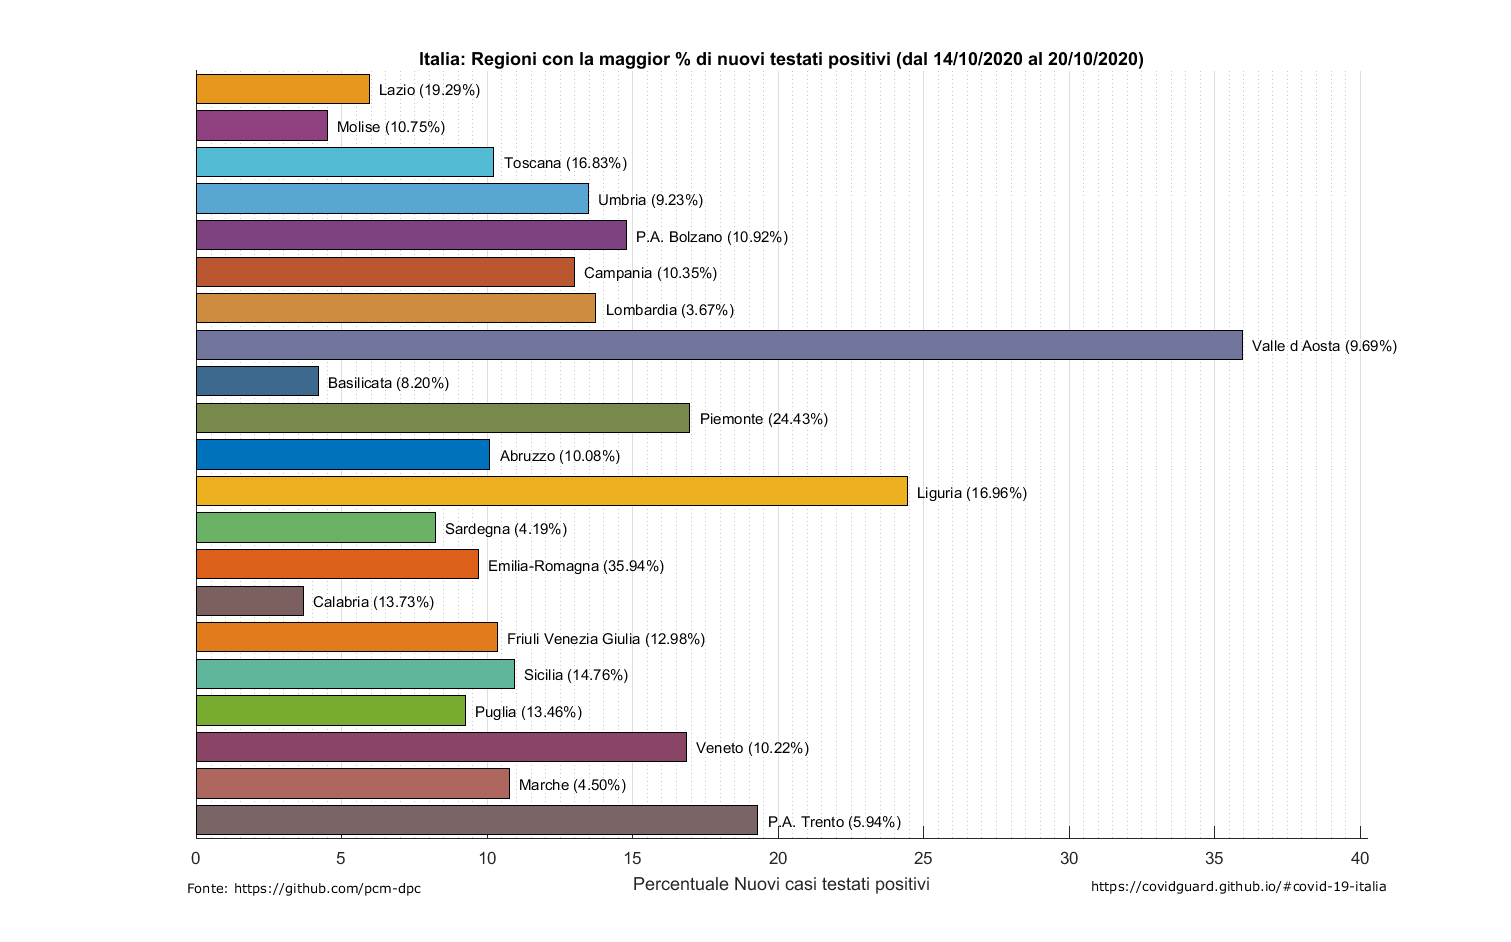 Italia: Regioni con la maggior % di nuovi testati positivi (dal 14/10/2020 al 20/10/2020)
Lazio (19.29%)
Molise (10.75%)
Toscana (16.83%)
Umbria (9.23%)
P.A. Bolzano (10.92%)
Campania (10.35%)
Lombardia (3.67%)
Valle d Aosta (9.69%)
Basilicata (8.20%)
Piemonte (24.43%)
Abruzzo (10.08%)
Liguria (16.96%)
Sardegna (4.19%)
Emilia-Romagna (35.94%)
Calabria (13.73%)
Friuli Venezia Giulia (12.98%)
Sicilia (14.76%)
Puglia (13.46%)
Veneto (10.22%)
Marche (4.50%)
P.A. Trento (5.94%)
0 5 10 15 20 25 30 35 40
Percentuale Nuovi casi testati positivi
Fonte: https://github.com/pcm-dpc
https://covidguard.github.io/#covid-19-italia